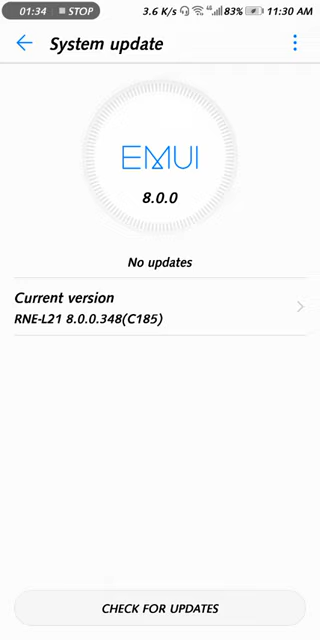 01:34 STOP 3.6 K/s 4G 83% 11:30 AM
System update
EMUI
8.0.0
No updates
Current version
RNE-L21 8.0.0.348(C185)
CHECK FOR UPDATES